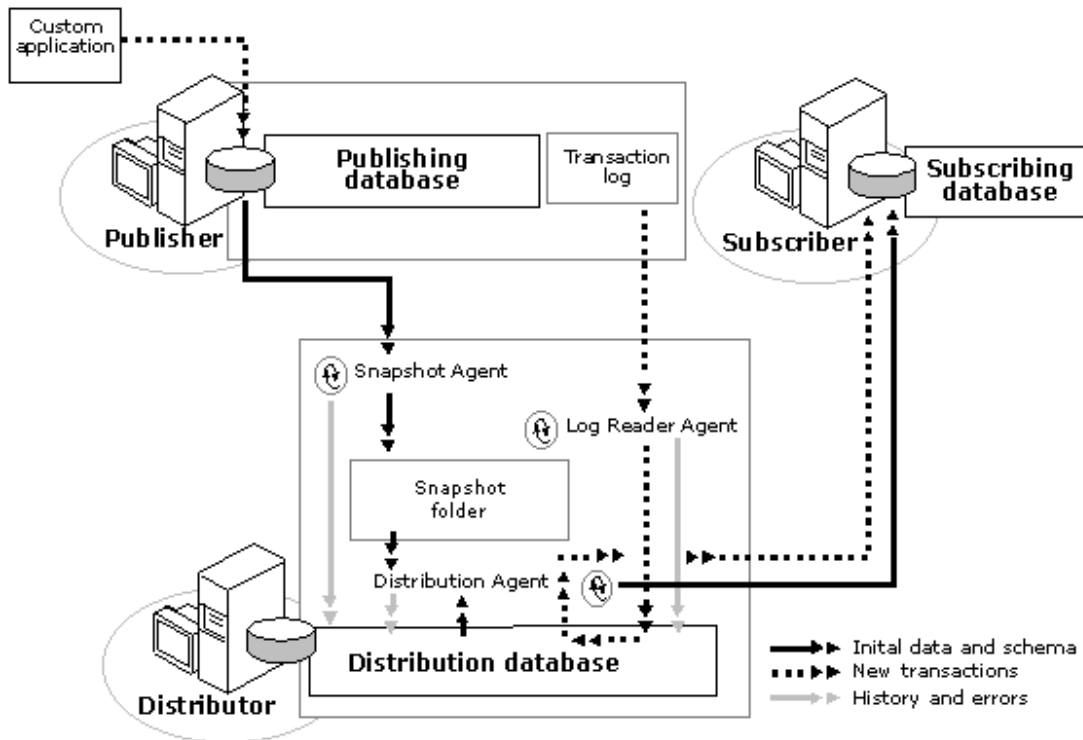 Custom
application
Publishing
database
Transaction
log
Publisher
Subscribing
database
Subscriber
Snapshot Agent
Log Reader Agent
Snapshot
folder
Distribution Agent
Distribution database
Distributor
Inital data and schema
New transactions
History and errors